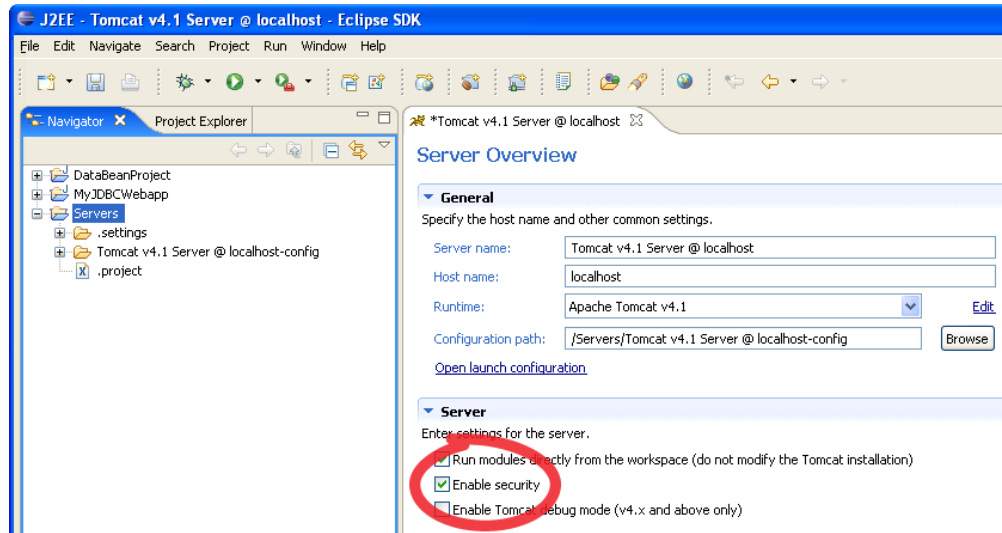 J2EE - Tomcat v4.1 Server @ localhost - Eclipse SDK
File Edit Navigate Search Project Run Window Help
Navigator Project Explorer
DataBeanProject
MyJDBCWebapp
Servers
.settings
Tomcat v4.1 Server @ localhost-config
.project
*Tomcat v4.1 Server @ localhost
Server Overview
General
Specify the host name and other common settings.
Server name: Tomcat v4.1 Server @ localhost
Host name: localhost
Runtime: Apache Tomcat v4.1 Edit
Configuration path: /Servers/Tomcat v4.1 Server @ localhost-config Browse
Open launch configuration
Server
Enter settings for the server.
Run modules directly from the workspace (do not modify the Tomcat installation)
Enable security
Enable Tomcat debug mode (v4.x and above only)